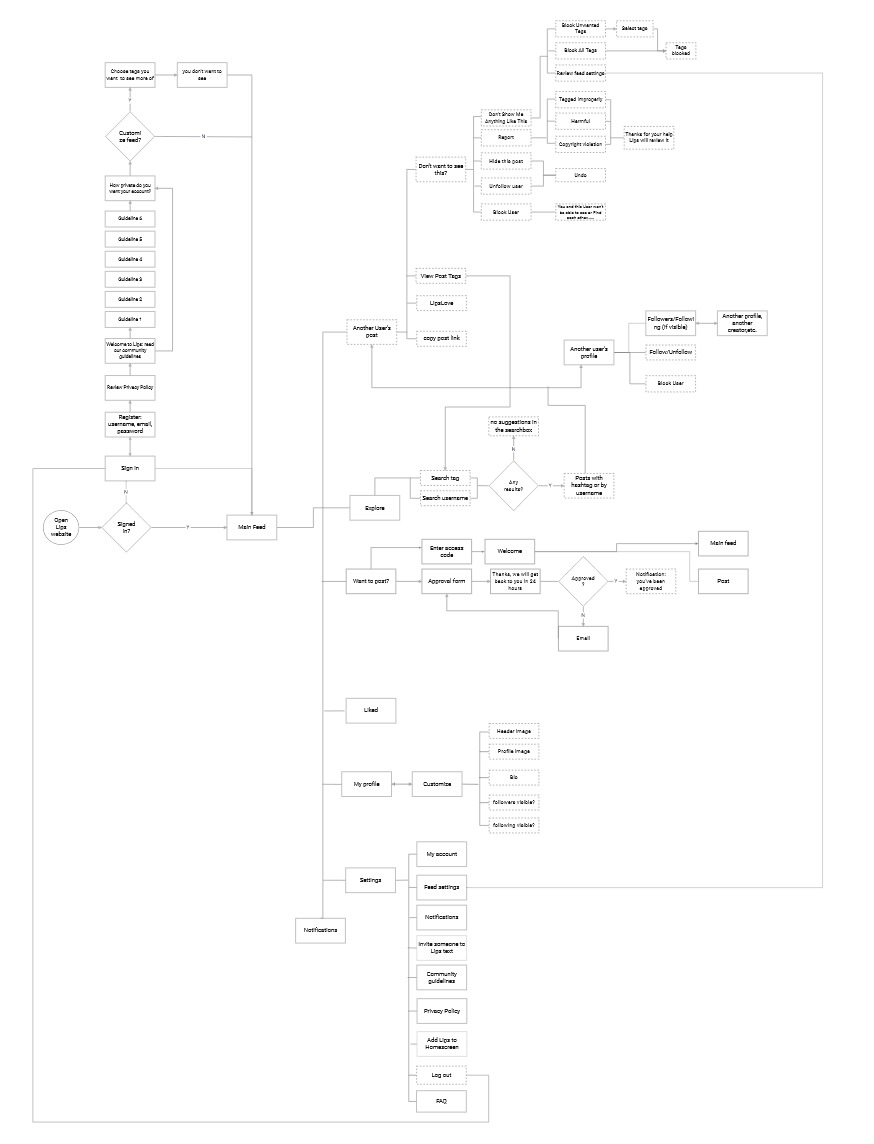 Block Unwanted
Tags
Select tags
Block All Tags
Tags
blocked
Review feed settings
Choose tags you
want to see more of
you don't want to
see
Y
Customi
ze feed?
N
How private do you
want your account?
Guideline 6
Guideline 5
Guideline 4
Guideline 3
Guideline 2
Guideline 1
Welcome to Lips: read
our community
guidelines
Review Privacy Policy
Register:
username, email,
password
Sign in
N
Open
Lips
website
Signed
in?
Y
Main Feed
Don't Show Me
Anything Like This
Report
Tagged improperly
Harmful
Copyright violation
Thanks for your help
Lips will review it
Don't want to see
this?
Hide this post
Unfollow user
Undo
Block User
You and this User won't
be able to see or Find
each other
View Post Tags
LipsLove
copy post link
Another User's
post
Another user's
profile
Followers/Followi
ng (if visible)
Another profile,
another
creator,etc.
Follow/Unfollow
Block User
no suggestions in
the searchbox
N
Search tag
Search username
Any
results?
Y
Posts with
hashtag or by
username
Explore
Enter access
code
Welcome
Main feed
Want to post?
Approval form
Thanks, we will get
back to you in 24
hours
Approved
?
Y
Notification:
you've been
approved
Post
N
Email
Liked
Header image
Profile image
My profile
Customize
Bio
followers visible?
following visible?
My account
Settings
Feed settings
Notifications
Notifications
Invite someone to
Lips text
Community
guidelines
Privacy Policy
Add Lips to
Homescreen
Log out
FAQ